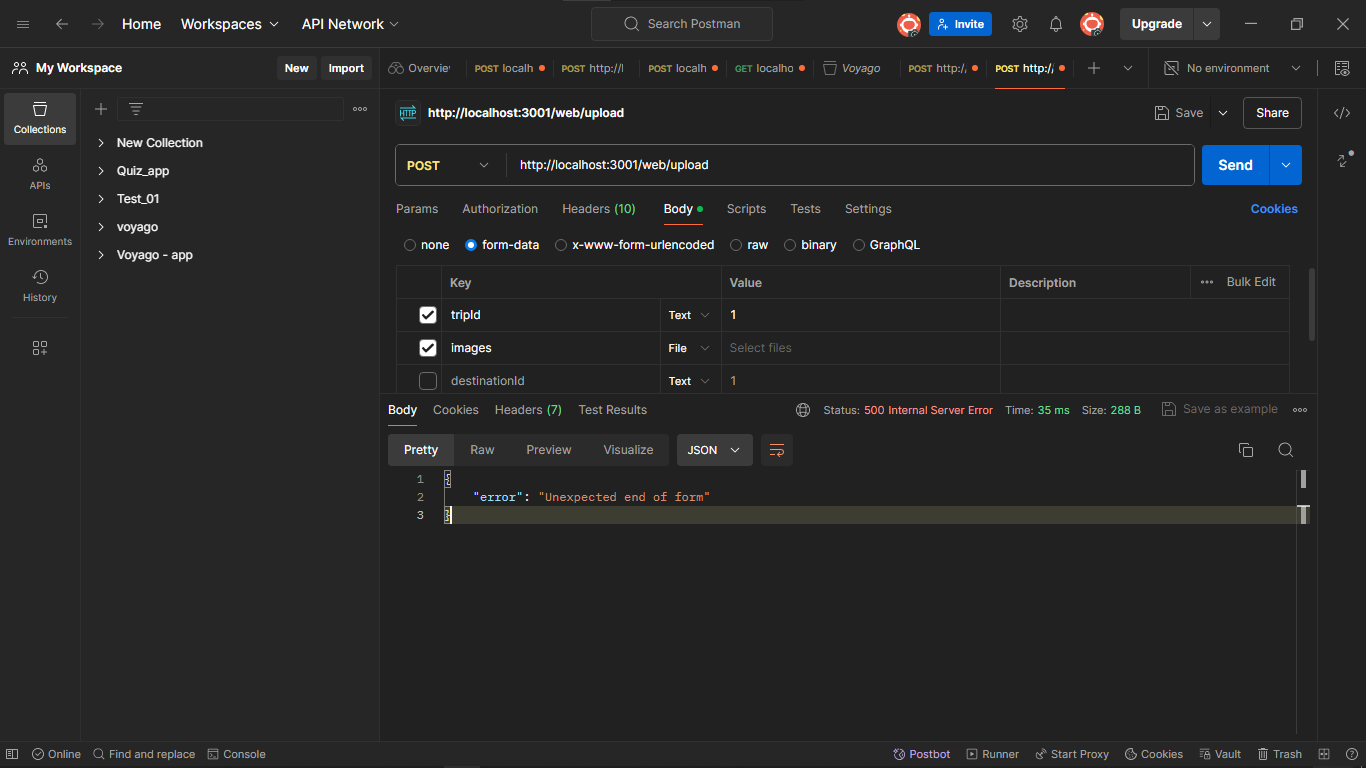 Home Workspaces API Network Search Postman Invite Upgrade
My Workspace New Import Overvie POST localh POST http://l POST localh GET localho Voyago POST http:/ POST http:/ No environment
HTTP http://localhost:3001/web/upload Save Share
Collections
New Collection
POST http://localhost:3001/web/upload Send
Quiz_app
APIs
Test_01
Params Authorization Headers (10) Body Scripts Tests Settings Cookies
voyago
Environments
none form-data x-www-form-urlencoded raw binary GraphQL
Voyago - app
Key Value Description Bulk Edit
History
tripId Text 1
images File Select files
destinationId Text 1
Body Cookies Headers (7) Test Results Status: 500 Internal Server Error Time: 35 ms Size: 288 B Save as example
Pretty Raw Preview Visualize JSON
1 {
2 "error": "Unexpected end of form"
3 }
Online Find and replace Console Postbot Runner Start Proxy Cookies Vault Trash